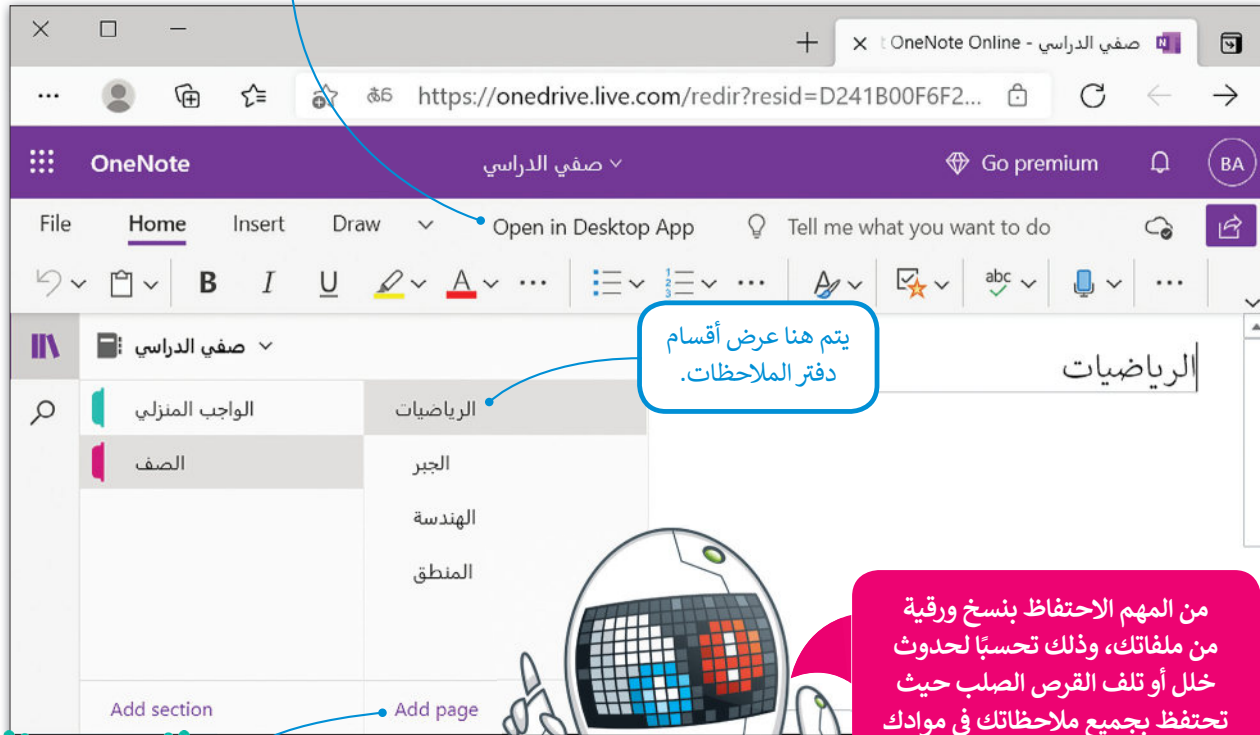 صفي الدراسي - OneNote Online
https://onedrive.live.com/redir?resid=D241B00F6F2...
OneNote
صفي الدراسي
Go premium
BA
File Home Insert Draw Open in Desktop App Tell me what you want to do
B I U A abc
صفي الدراسي
الرياضيات
يتم هنا عرض أقسام
دفتر الملاحظات.
الواجب المنزلي
الرياضيات
الصف
الجبر
الهندسة
المنطق
Add section
Add page
من المهم الاحتفاظ بنسخ ورقية
من ملفاتك، وذلك تحسبًا لحدوث
خلل أو تلف القرص الصلب حيث
تحتفظ بجميع ملاحظاتك في موادك